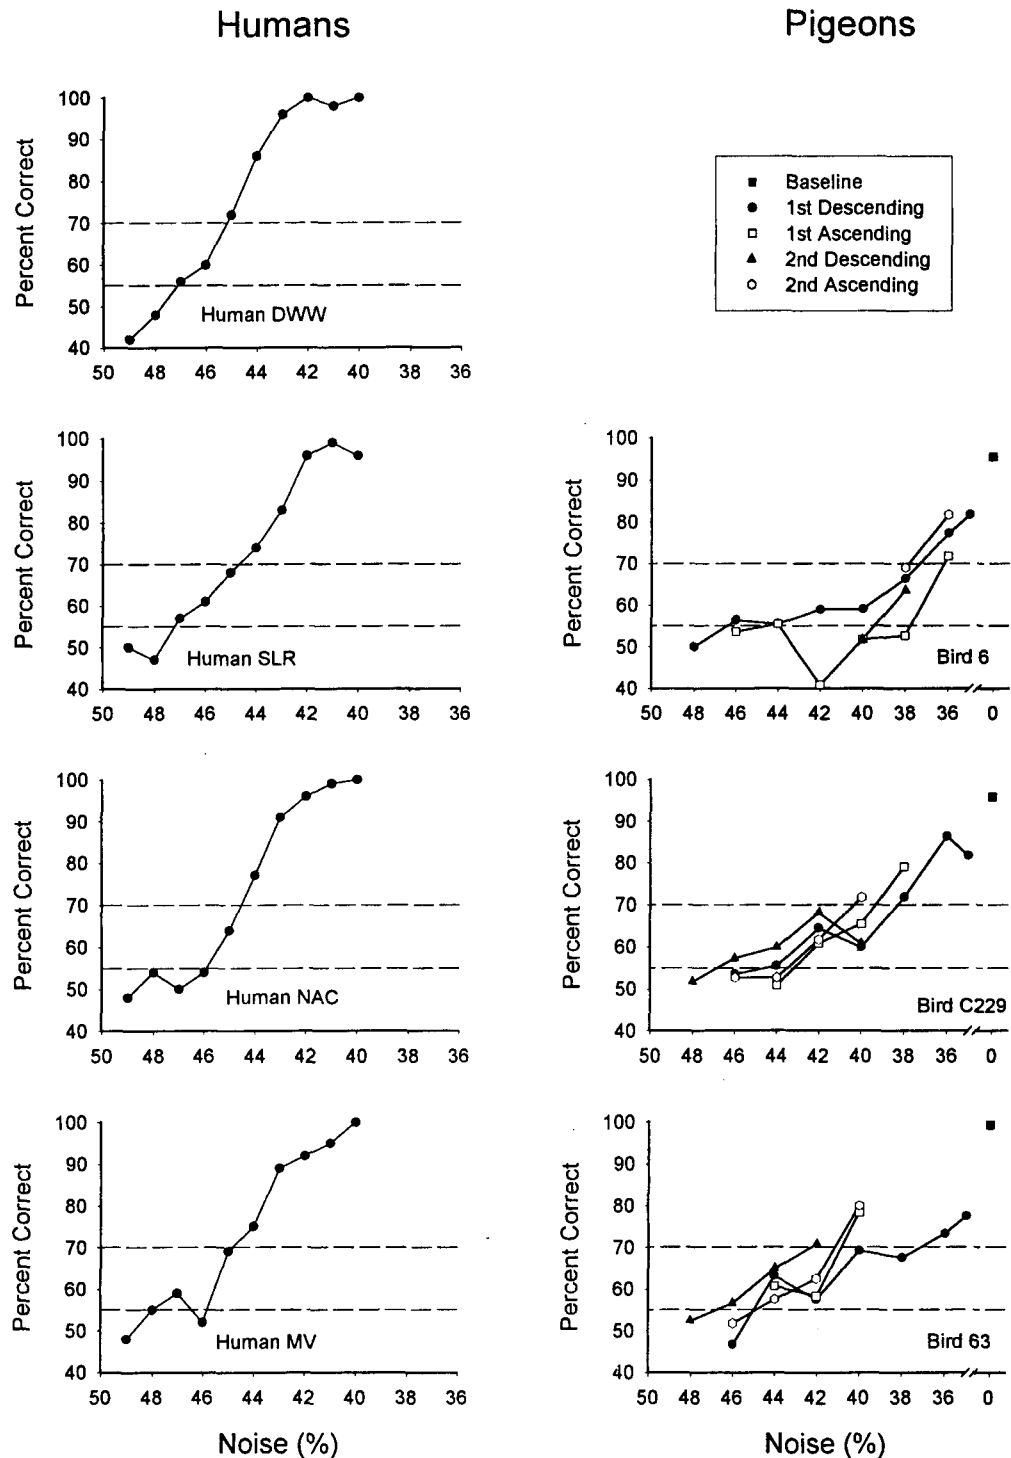 Humans
Pigeons
100
90
80
70
60
50
40
Percent Correct
Human DWW
50 48 46 44 42 40 38 36
Baseline
1st Descending
1st Ascending
2nd Descending
2nd Ascending
100
90
80
70
60
50
40
Percent Correct
Human SLR
50 48 46 44 42 40 38 36
100
90
80
70
60
50
40
Percent Correct
Bird 6
50 48 46 44 42 40 38 36 0
100
90
80
70
60
50
40
Percent Correct
Human NAC
50 48 46 44 42 40 38 36
100
90
80
70
60
50
40
Percent Correct
Bird C229
50 48 46 44 42 40 38 36 0
100
90
80
70
60
50
40
Percent Correct
Human MV
50 48 46 44 42 40 38 36
Noise (%)
100
90
80
70
60
50
40
Percent Correct
Bird 63
50 48 46 44 42 40 38 36 0
Noise (%)